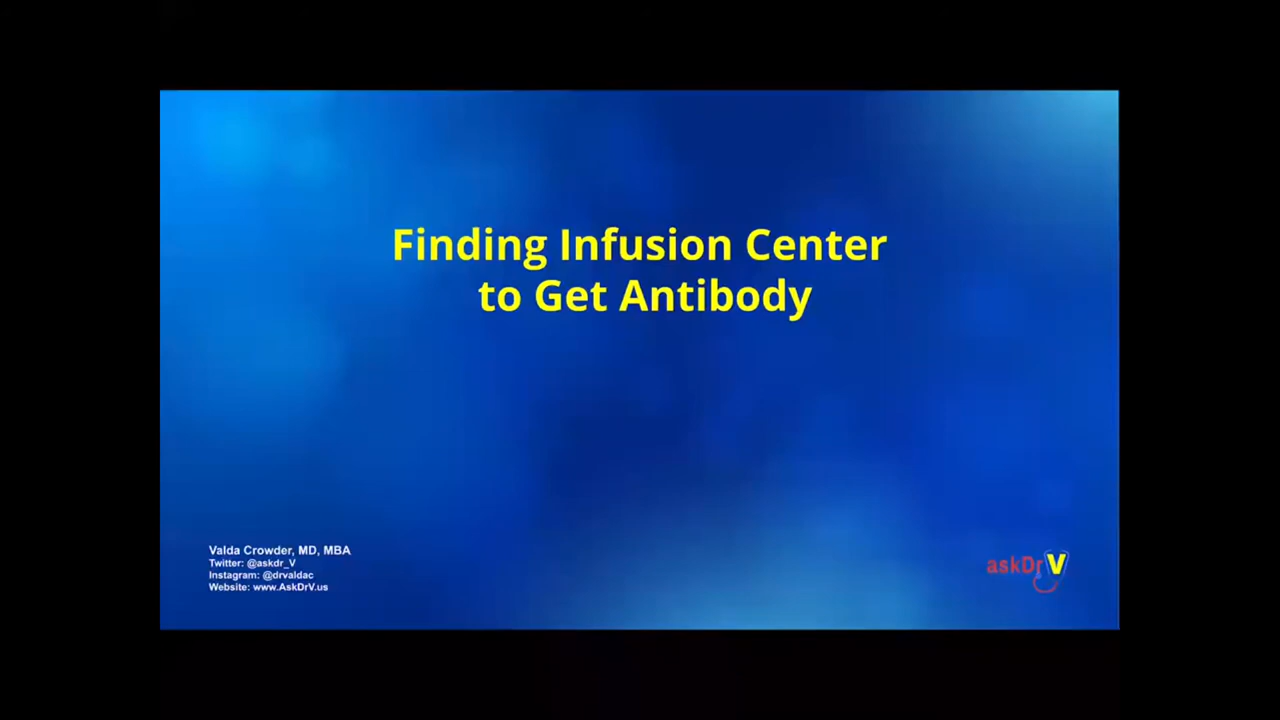 Finding Infusion Center
to Get Antibody
Valda Crowder, MD, MBA
Twitter: @askdr_V
Instagram: @drvaldac
Website: www.AskDrV.us
askDrV